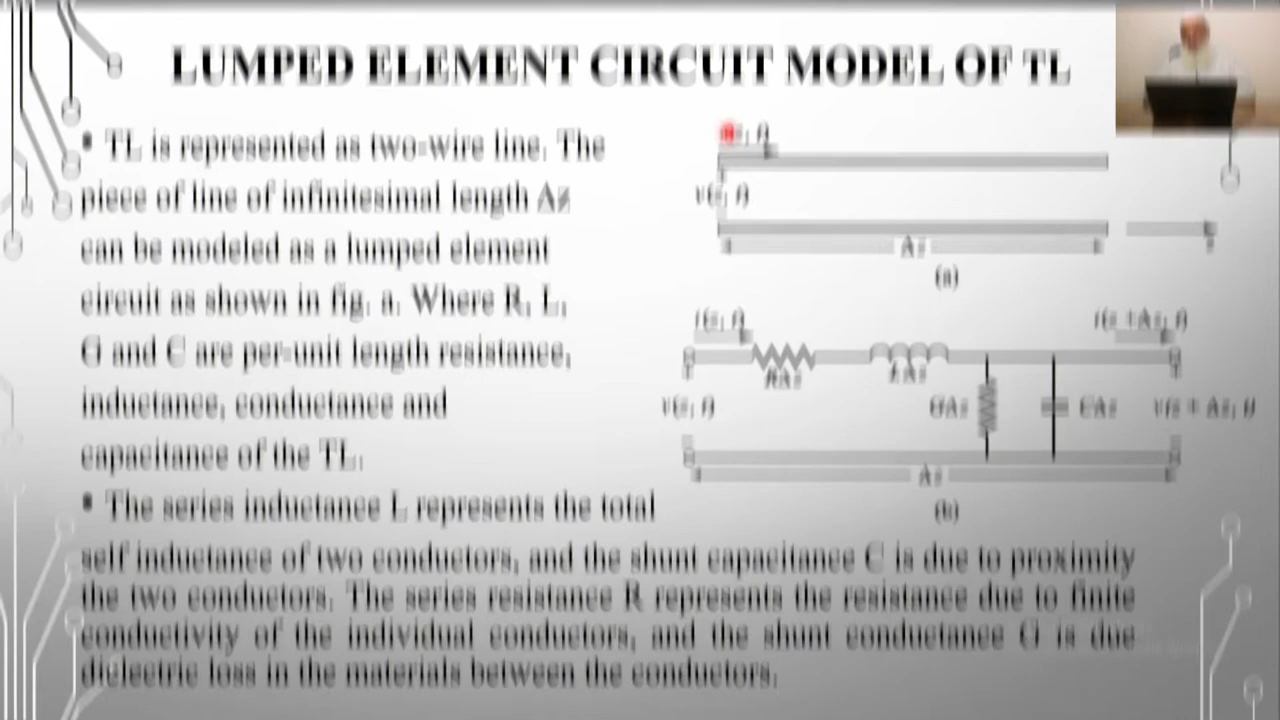 LUMPED ELEMENT CIRCUIT MODEL OF TL
▪ TL is represented as two-wire line. The
piece of line of infinitesimal length Δz
can be modeled as a lumped element
circuit as shown in fig. a. Where R, L,
G and C are per-unit length resistance,
inductance, conductance and
capacitance of the TL.
▪ The series inductance L represents the total
self inductance of two conductors, and the shunt capacitance C is due to proximity
the two conductors. The series resistance R represents the resistance due to finite
conductivity of the individual conductors, and the shunt conductance G is due
dielectric loss in the materials between the conductors.
v(z, t)
Δz
z
(a)
i(z, t)
i(z + Δz, t)
RΔz
LΔz
v(z, t)
GΔz
CΔz
v(z + Δz, t)
Δz
(b)